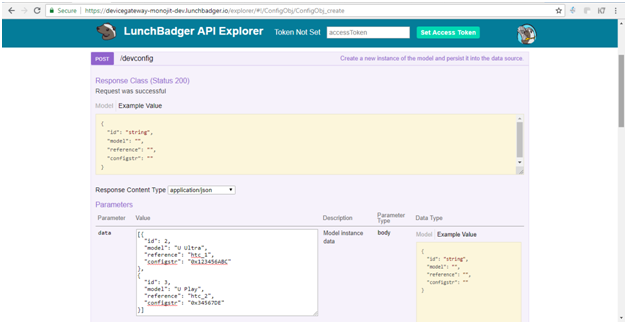 Secure https://devicegateway-monojit-dev.lunchbadger.io/explorer/#!/ConfigObj/ConfigObj_create
LunchBadger API Explorer Token Not Set accessToken Set Access Token
POST /devconfig Create a new instance of the model and persist it into the data source.
Response Class (Status 200)
Request was successful
Model Example Value
{
"id": "string",
"model": "",
"reference": "",
"configstr": ""
}
Response Content Type application/json
Parameters
Parameter Value Description Parameter Type Data Type
data
[{
"id": 2,
"model": "U Ultra",
"reference": "htc_1",
"configstr": "0x123456ABC"
},
{
"id": 3,
"model": "U Play",
"reference": "htc_2",
"configstr": "0x34567DE"
}]
Model instance
data
body
Model Example Value
{
"id": "string",
"model": "",
"reference": "",
"configstr": ""
}